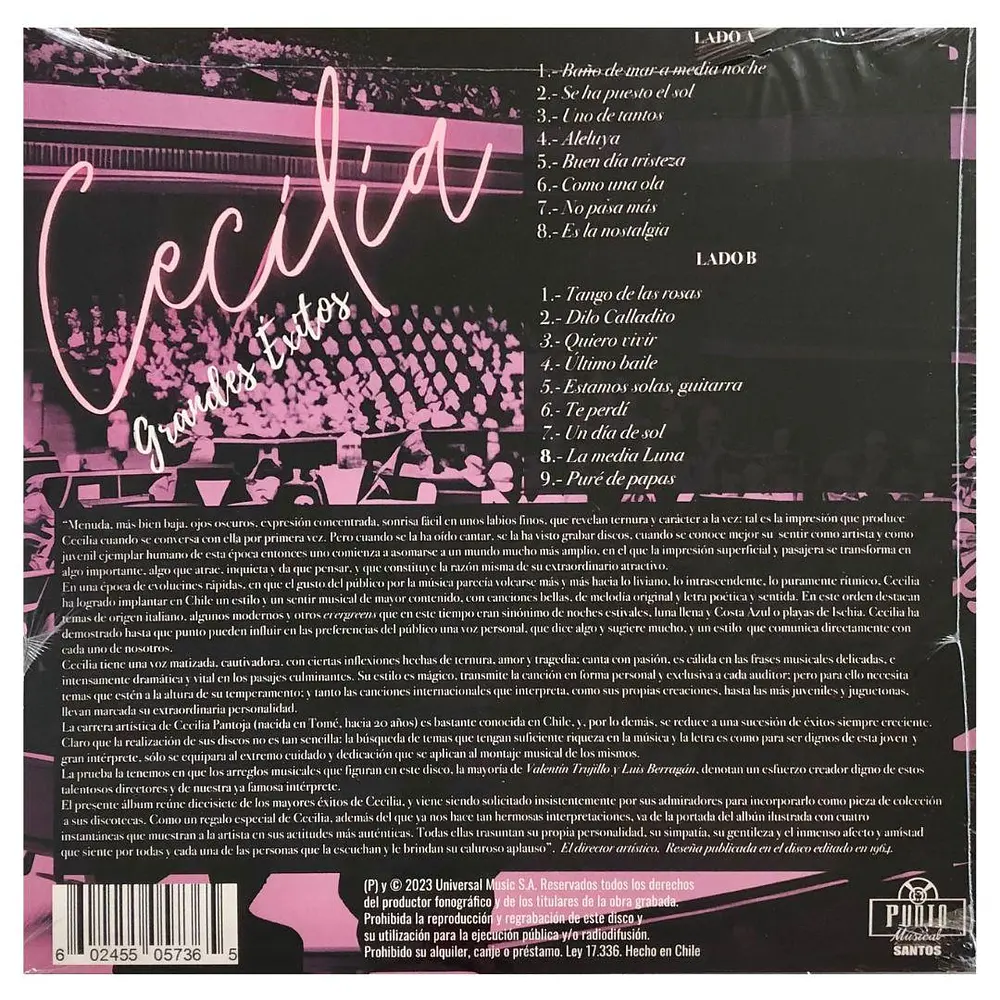 Cecilia
Grandes Éxitos
LADO A
1.- Baño de mar a media noche
2.- Se ha puesto el sol
3.- Uno de tantos
4.- Aleluya
5.- Buen día tristeza
6.- Como una ola
7.- No pasa más
8.- Es la nostalgia
LADO B
1.- Tango de las rosas
2.- Dilo Calladito
3.- Quiero vivir
4.- Último baile
5.- Estamos solas, guitarra
6.- Te perdí
7.- Un día de sol
8.- La media Luna
9.- Puré de papas
“Menuda, más bien baja, ojos oscuros, expresión concentrada, sonrisa fácil en unos labios finos, que revelan ternura y carácter a la vez: tal es la impresión que produce
Cecilia cuando se conversa con ella por primera vez. Pero cuando se la ha oído cantar, se la ha visto grabar discos, cuando se conoce mejor su sentir como artista y como
juvenil ejemplar humano de esta época entonces uno comienza a asomarse a un mundo mucho más amplio, en el que la impresión superficial y pasajera se transforma en
algo importante, algo que atrae, inquieta y da que pensar, y que constituye la razón misma de su extraordinario atractivo.
En una época de evoluciones rápidas, en que el gusto del público por la música parecía volcarse más y más hacia lo liviano, lo intrascendente, lo puramente rítmico, Cecilia
ha logrado implantar en Chile un estilo y un sentir musical de mayor contenido, con canciones bellas, de melodía original y letra poética y sentida. En este orden destacan
temas de origen italiano, algunos modernos y otros evergreens que en este tiempo eran sinónimo de noches estivales, luna llena y Costa Azul o playas de Ischia. Cecilia ha
demostrado hasta que punto pueden influir en las preferencias del público una voz personal, que dice algo y sugiere mucho, y un estilo que comunica directamente con
cada uno de nosotros.
Cecilia tiene una voz matizada, cautivadora, con ciertas inflexiones hechas de ternura, amor y tragedia: canta con pasión, es cálida en las frases musicales delicadas, e
intensamente dramática y vital en los pasajes culminantes. Su estilo es mágico, transmite la canción en forma personal y exclusiva a cada auditor; pero para ello necesita
temas que estén a la altura de su temperamento; y tanto las canciones internacionales que interpreta, como sus propias creaciones, hasta las más juveniles y juguetonas,
llevan marcada su extraordinaria personalidad.
La carrera artística de Cecilia Pantoja (nacida en Tomé, hacia 20 años) es bastante conocida en Chile, y, por lo demás, se reduce a una sucesión de éxitos siempre creciente.
Claro que la realización de sus discos no es tan sencilla: la búsqueda de temas que tengan suficiente riqueza en la música y la letra es como para ser dignos de esta joven y
gran intérprete, sólo se equipara al extremo cuidado y dedicación que se aplican al montaje musical de los mismos.
La prueba la tenemos en que los arreglos musicales que figuran en este disco, la mayoría de Valentín Trujillo y Luis Berragán, denotan un esfuerzo creador digno de estos
talentosos directores y de nuestra ya famosa intérprete.
El presente álbum reúne diecisiete de los mayores éxitos de Cecilia, y viene siendo solicitado insistentemente por sus admiradores para incorporarlo como pieza de colección
a sus discotecas. Como un regalo especial de Cecilia, además del que ya nos hace tan hermosas interpretaciones, va de la portada del albún ilustrada con cuatro
instantáneas que muestran a la artista en sus actitudes más auténticas. Todas ellas trasuntan su propia personalidad, su simpatía, su gentileza y el inmenso afecto y amistad
que siente por todas y cada una de las personas que la escuchan y le brindan su caluroso aplauso”. El director artístico. Reseña publicada en el disco editado en 1964.
(P) y © 2023 Universal Music S.A. Reservados todos los derechos
del productor fonográfico y de los titulares de la obra grabada.
Prohibida la reproducción y regrabación de este disco y
su utilización para la ejecución pública y/o radiodifusión.
Prohibido su alquiler, canje o préstamo. Ley 17.336. Hecho en Chile
6 02455 05736 5
PUNTO
Musical
SANTOS